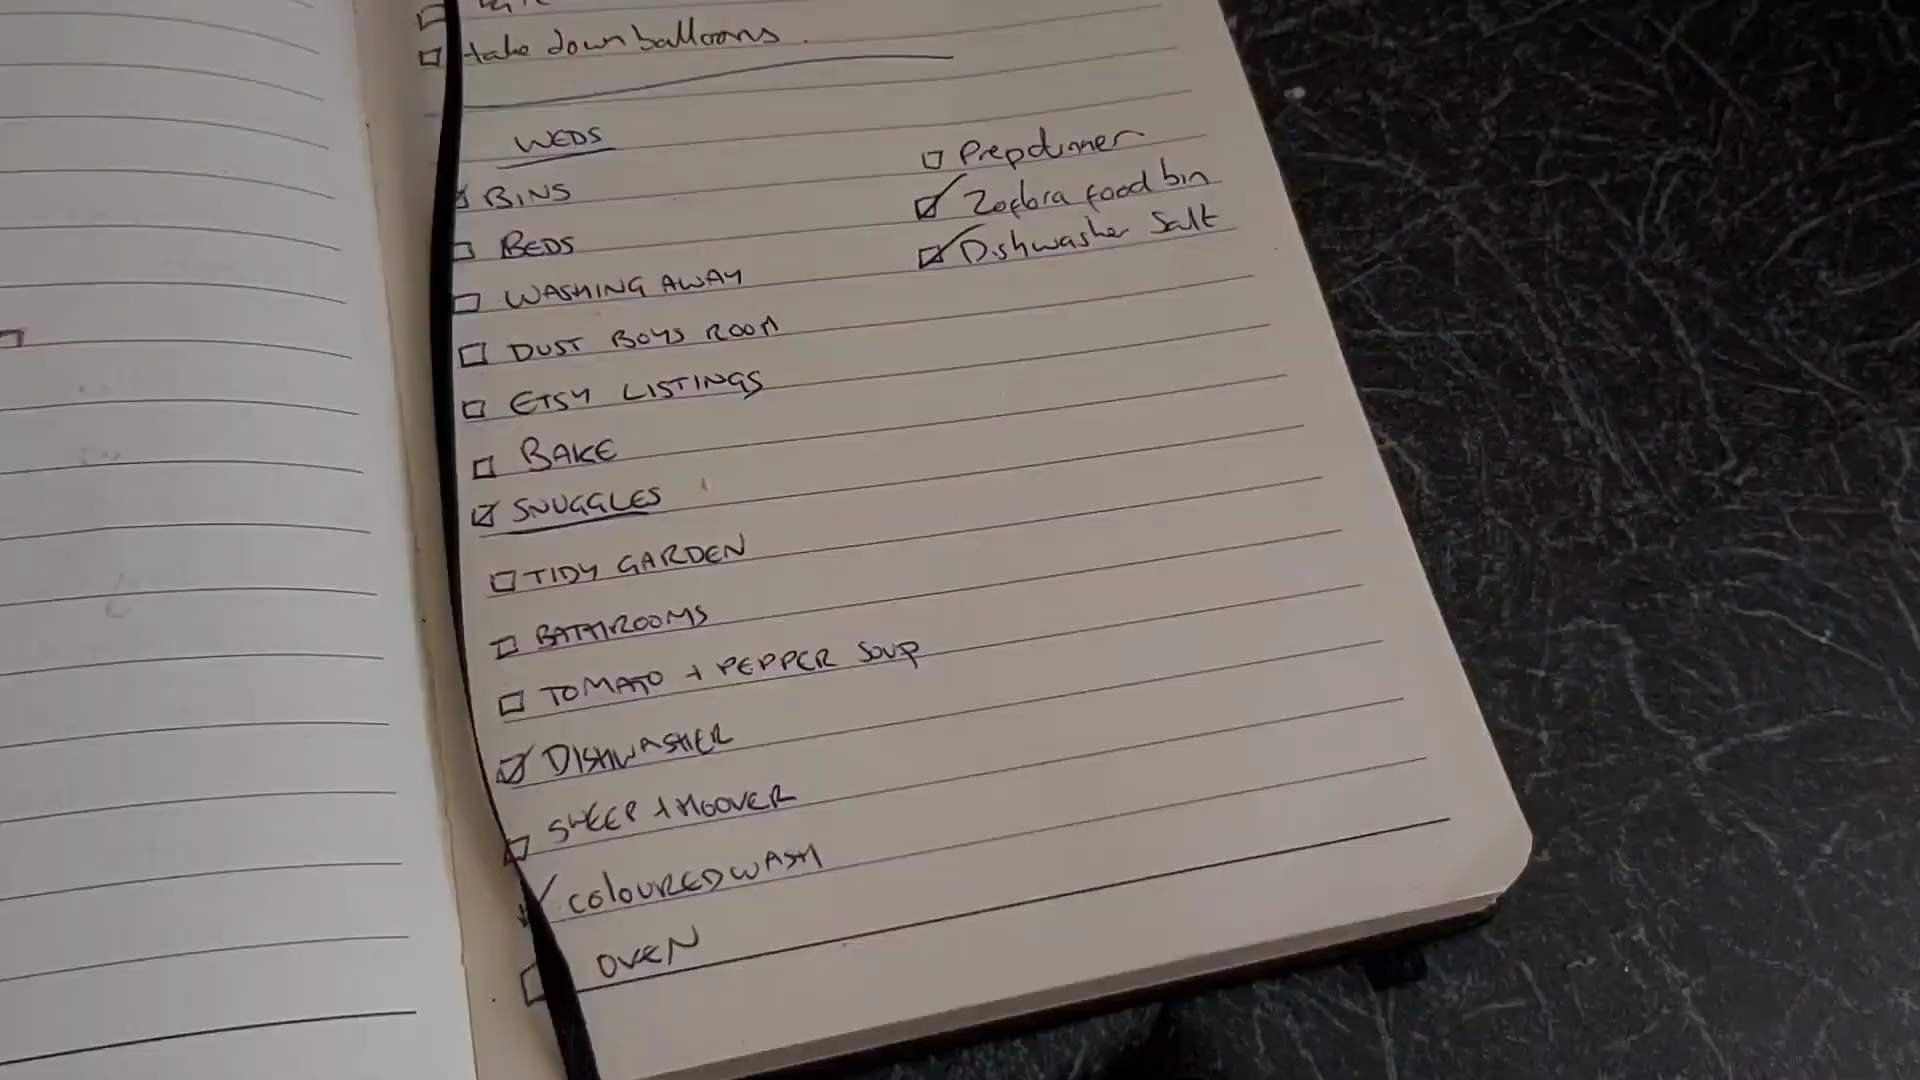 take down balloons.
WEDS
BINS
BEDS
WASHING AWAY
DUST BOYS ROOM
ETSY LISTINGS
BAKE
SNUGGLES
TIDY GARDEN
BATHROOMS
TOMATO + PEPPER SOUP
DISHWASHER
SWEEP + HOOVER
COLOURED WASH
OVEN
Prep dinner
Zoflora food bin
Dishwasher Salt